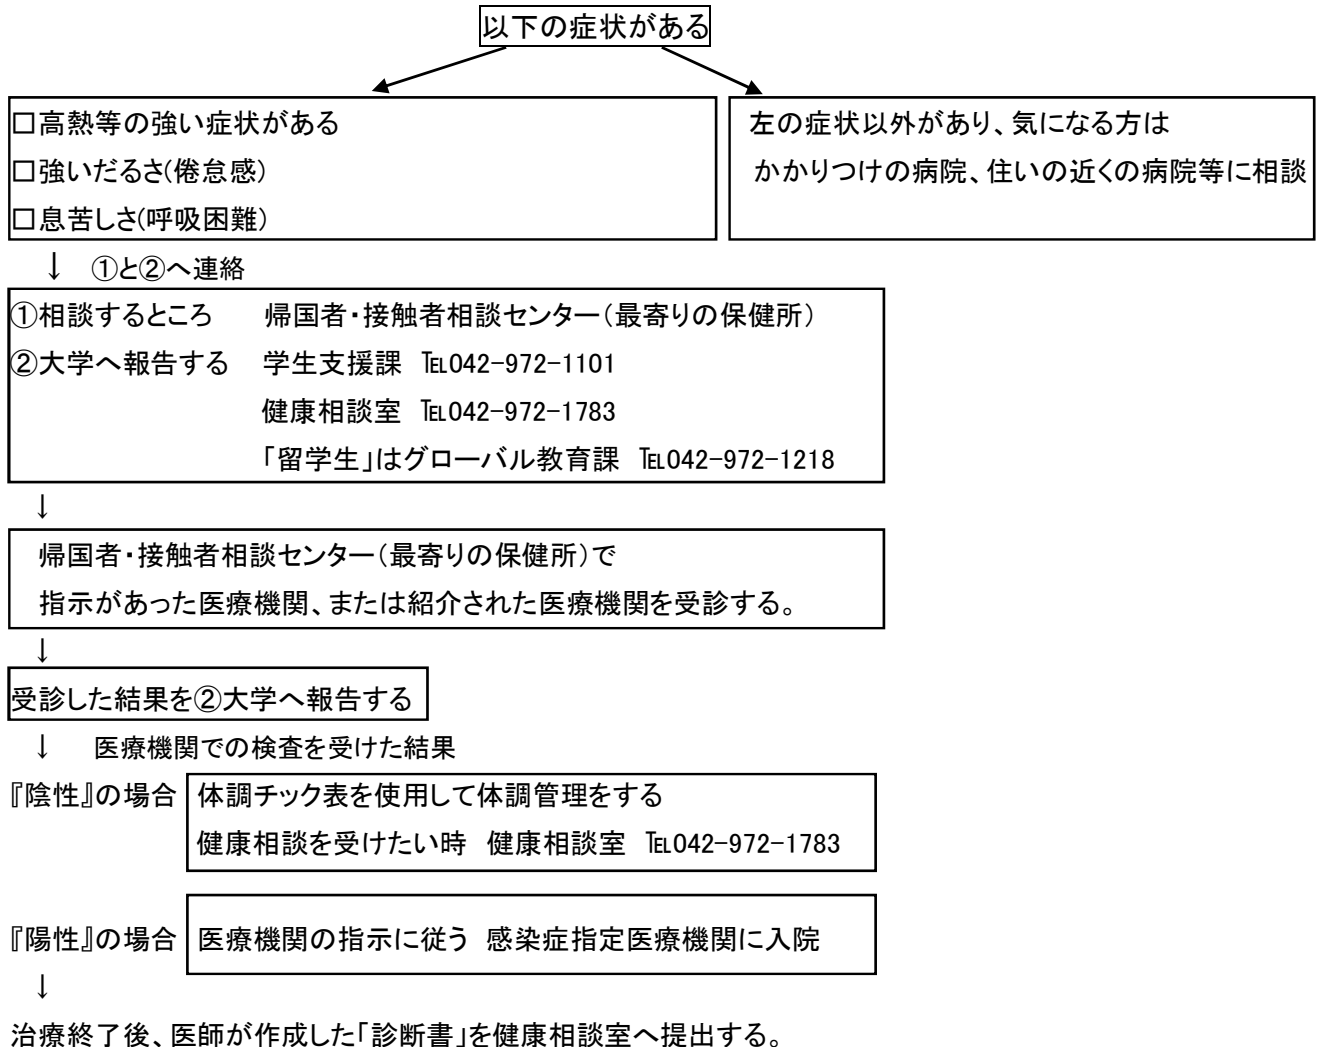 以下の症状がある
□高熱等の強い症状がある
□強いだるさ(倦怠感)
□息苦しさ(呼吸困難)
左の症状以外があり、気になる方は
かかりつけの病院、住いの近くの病院等に相談
↓ ①と②へ連絡
①相談するところ 帰国者・接触者相談センター(最寄りの保健所)
②大学へ報告する 学生支援課 ℡042-972-1101
健康相談室 ℡042-972-1783
「留学生」はグローバル教育課 ℡042-972-1218
↓
帰国者・接触者相談センター(最寄りの保健所)で
指示があった医療機関、または紹介された医療機関を受診する。
↓
受診した結果を②大学へ報告する
↓ 医療機関での検査を受けた結果
『陰性』の場合 体調チック表を使用して体調管理をする
健康相談を受けたい時 健康相談室 ℡042-972-1783
『陽性』の場合 医療機関の指示に従う 感染症指定医療機関に入院
↓
治療終了後、医師が作成した「診断書」を健康相談室へ提出する。